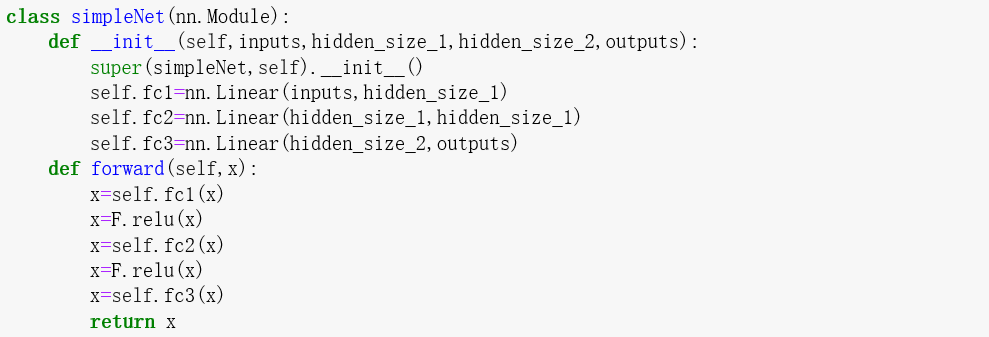 class simpleNet(nn.Module):
    def __init__(self,inputs,hidden_size_1,hidden_size_2,outputs):
        super(simpleNet,self).__init__()
        self.fc1=nn.Linear(inputs,hidden_size_1)
        self.fc2=nn.Linear(hidden_size_1,hidden_size_1)
        self.fc3=nn.Linear(hidden_size_2,outputs)
    def forward(self,x):
        x=self.fc1(x)
        x=F.relu(x)
        x=self.fc2(x)
        x=F.relu(x)
        x=self.fc3(x)
        return x